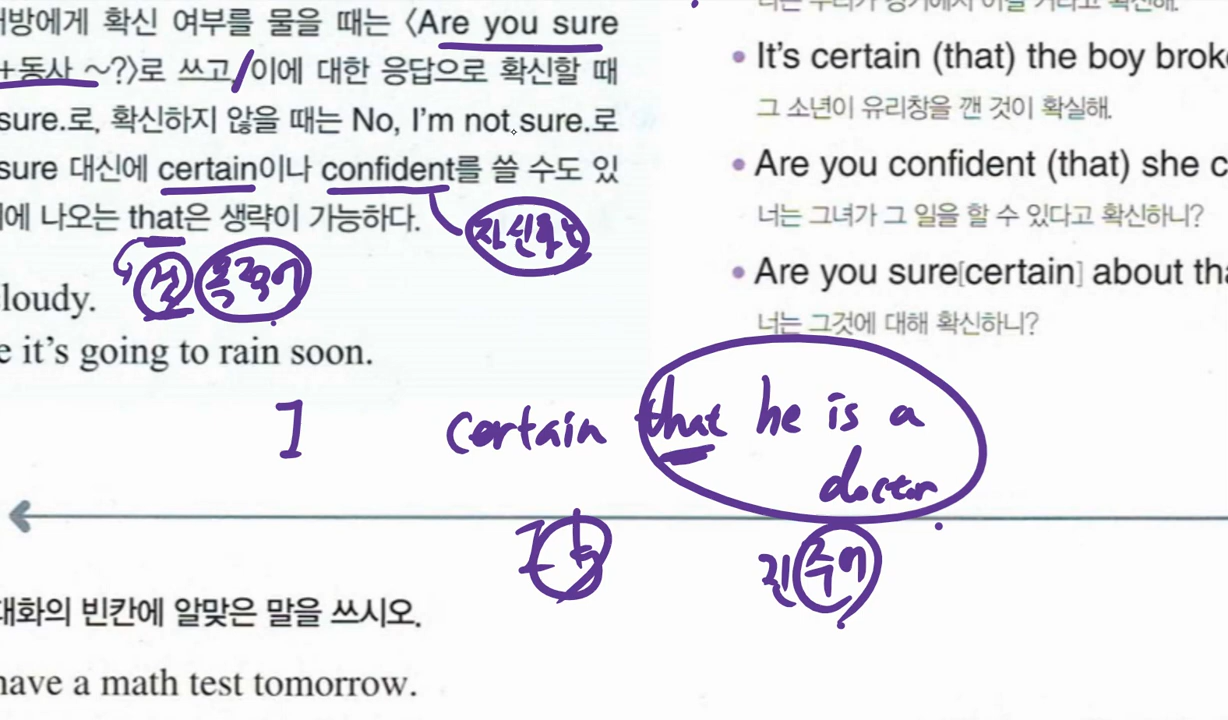 방에게 확신 여부를 물을 때는 〈Are you sure
+동사 ~?〉로 쓰고, 이에 대한 응답으로 확신할 때
sure.로, 확신하지 않을 때는 No, I'm not sure.로
sure 대신에 certain이나 confident를 쓸 수도 있
에 나오는 that은 생략이 가능하다.
자신하는
접 목적어
loudy.
e it's going to rain soon.
대화의 빈칸에 알맞은 말을 쓰시오.
have a math test tomorrow.
• It's certain (that) the boy broke
그 소년이 유리창을 깬 것이 확실해.
• Are you confident (that) she c
너는 그녀가 그 일을 할 수 있다고 확신하니?
• Are you sure[certain] about tha
너는 그것에 대해 확신하니?
I certain that he is a
doctor
진주어